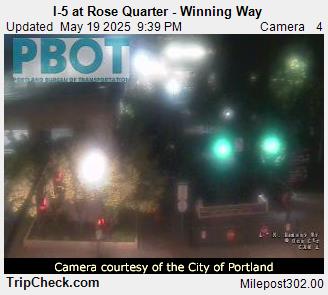 I-5 at Rose Quarter - Winning Way
Updated May 19 2025 9:39 PM Camera 4
PBOT
PORTLAND BUREAU OF TRANSPORTATION
Camera courtesy of the City of Portland
TripCheck.com Milepost302.00